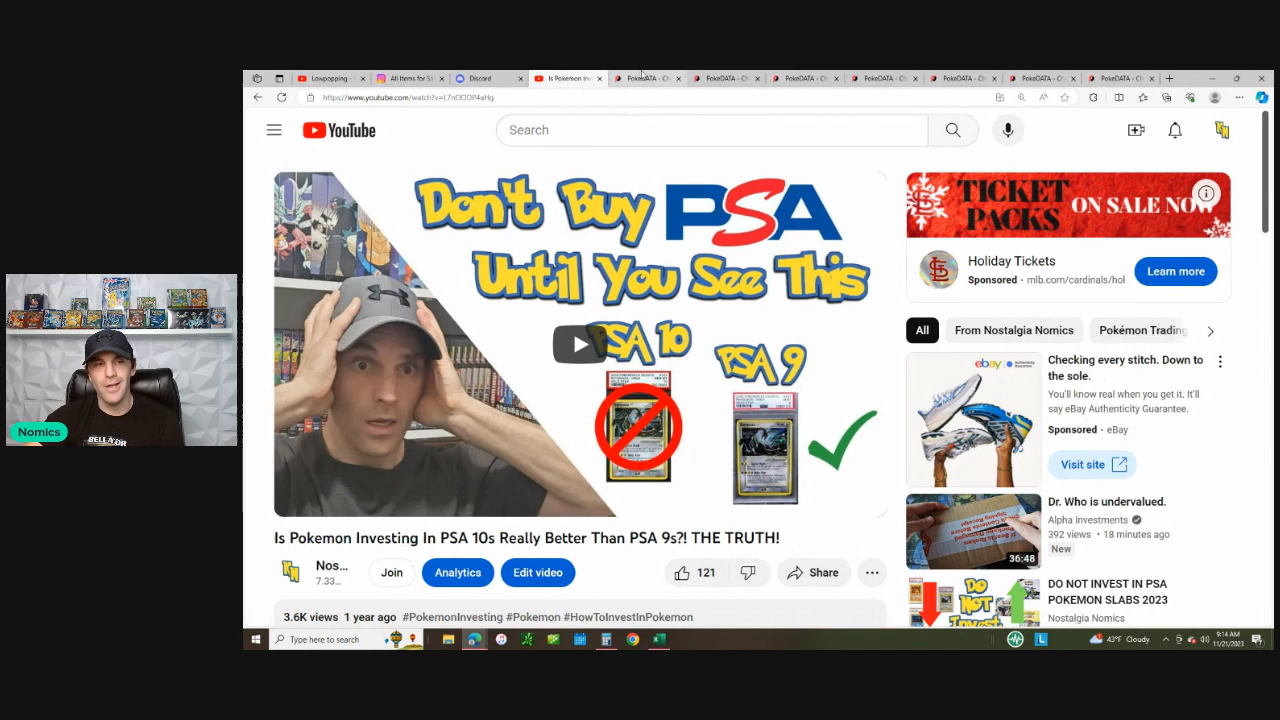 Lowpopping -
All Items for Sa
Discord
Is Pokemon Inv
PokeDATA - Ch
PokeDATA - Ch
PokeDATA - Ch
PokeDATA - Ch
PokeDATA - Ch
PokeDATA - Ch
PokeDATA - Ch
https://www.youtube.com/watch?v=L7nOO0P4aHg
YouTube
Search
Don't Buy PSA
Until You See This
PSA 10
PSA 9
TICKET
PACKS
ON SALE NOW
Holiday Tickets
Sponsored · mlb.com/cardinals/hol
Learn more
All
From Nostalgia Nomics
Pokémon Trading
ebay
Checking every stitch. Down to
the sole.
You'll know real when you get it. It'll
say eBay Authenticity Guarantee.
Sponsored · eBay
Visit site
Dr. Who is undervalued.
Alpha Investments
392 views · 18 minutes ago
New
36:48
DO NOT INVEST IN PSA
POKEMON SLABS 2023
Nostalgia Nomics
DO
NOT
Invest
Nomics
BELLATOR
Is Pokemon Investing In PSA 10s Really Better Than PSA 9s?! THE TRUTH!
Nos...
7.33...
Join
Analytics
Edit video
121
Share
3.6K views 1 year ago #PokemonInvesting #Pokemon #HowToInvestInPokemon
Type here to search
43°F Cloudy
9:14 AM
11/21/2023